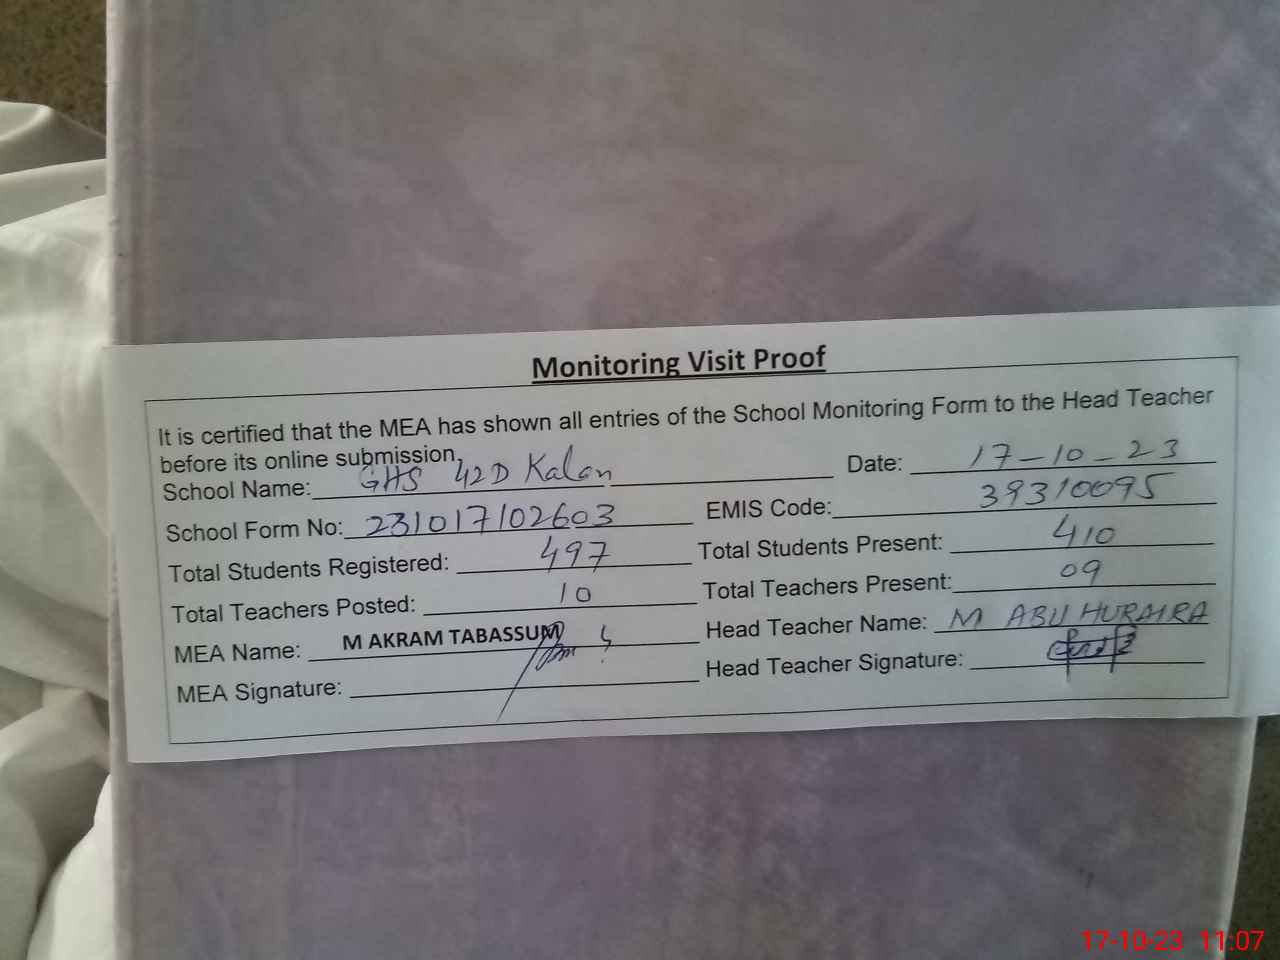 Monitoring Visit Proof
It is certified that the MEA has shown all entries of the School Monitoring Form to the Head Teacher
before its online submission.
School Name: GHS 42D Kalan Date: 17-10-23
School Form No: 231017102603 EMIS Code: 39310095
Total Students Registered: 497 Total Students Present: 410
Total Teachers Posted: 10 Total Teachers Present: 09
MEA Name: M AKRAM TABASSUM Head Teacher Name: M ABU HURAIRA
MEA Signature: Head Teacher Signature:
17-10-23 11:07